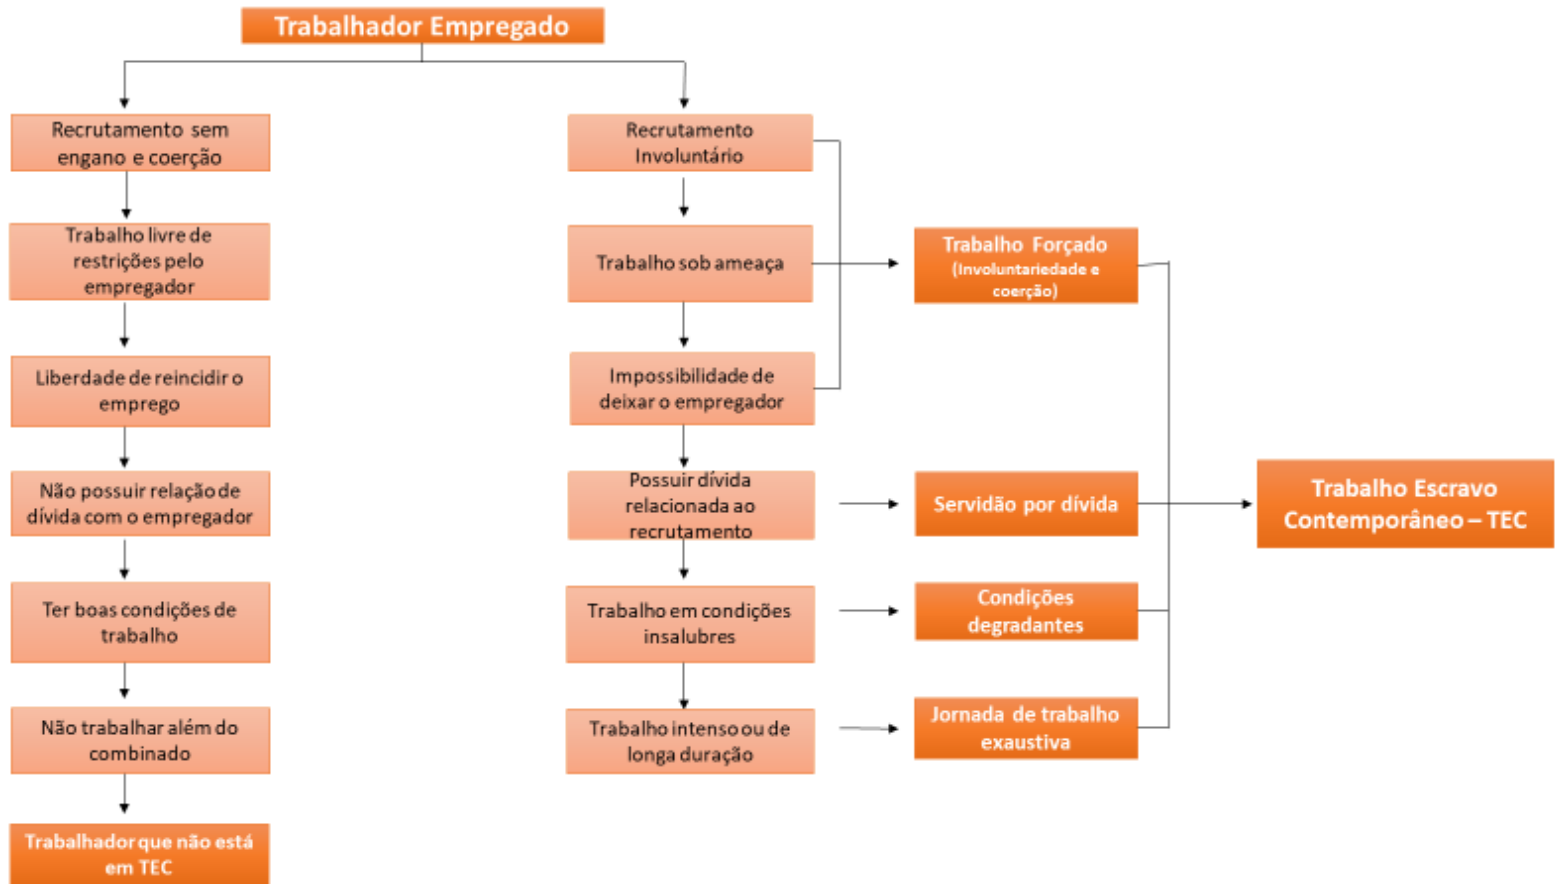 Trabalhador Empregado
Recrutamento sem
engano e coerção
Trabalho livre de
restrições pelo
empregador
Liberdade de reincidir o
emprego
Não possuir relação de
dívida com o empregador
Ter boas condições de
trabalho
Não trabalhar além do
combinado
Trabalhador que não está
em TEC
Recrutamento
Involuntário
Trabalho sob ameaça
Impossibilidade de
deixar o empregador
Possuir dívida
relacionada ao
recrutamento
Trabalho em condições
insalubres
Trabalho intenso ou de
longa duração
Trabalho Forçado
(Involuntariedade e
coerção)
Servidão por dívida
Condições
degradantes
Jornada de trabalho
exaustiva
Trabalho Escravo
Contemporâneo – TEC